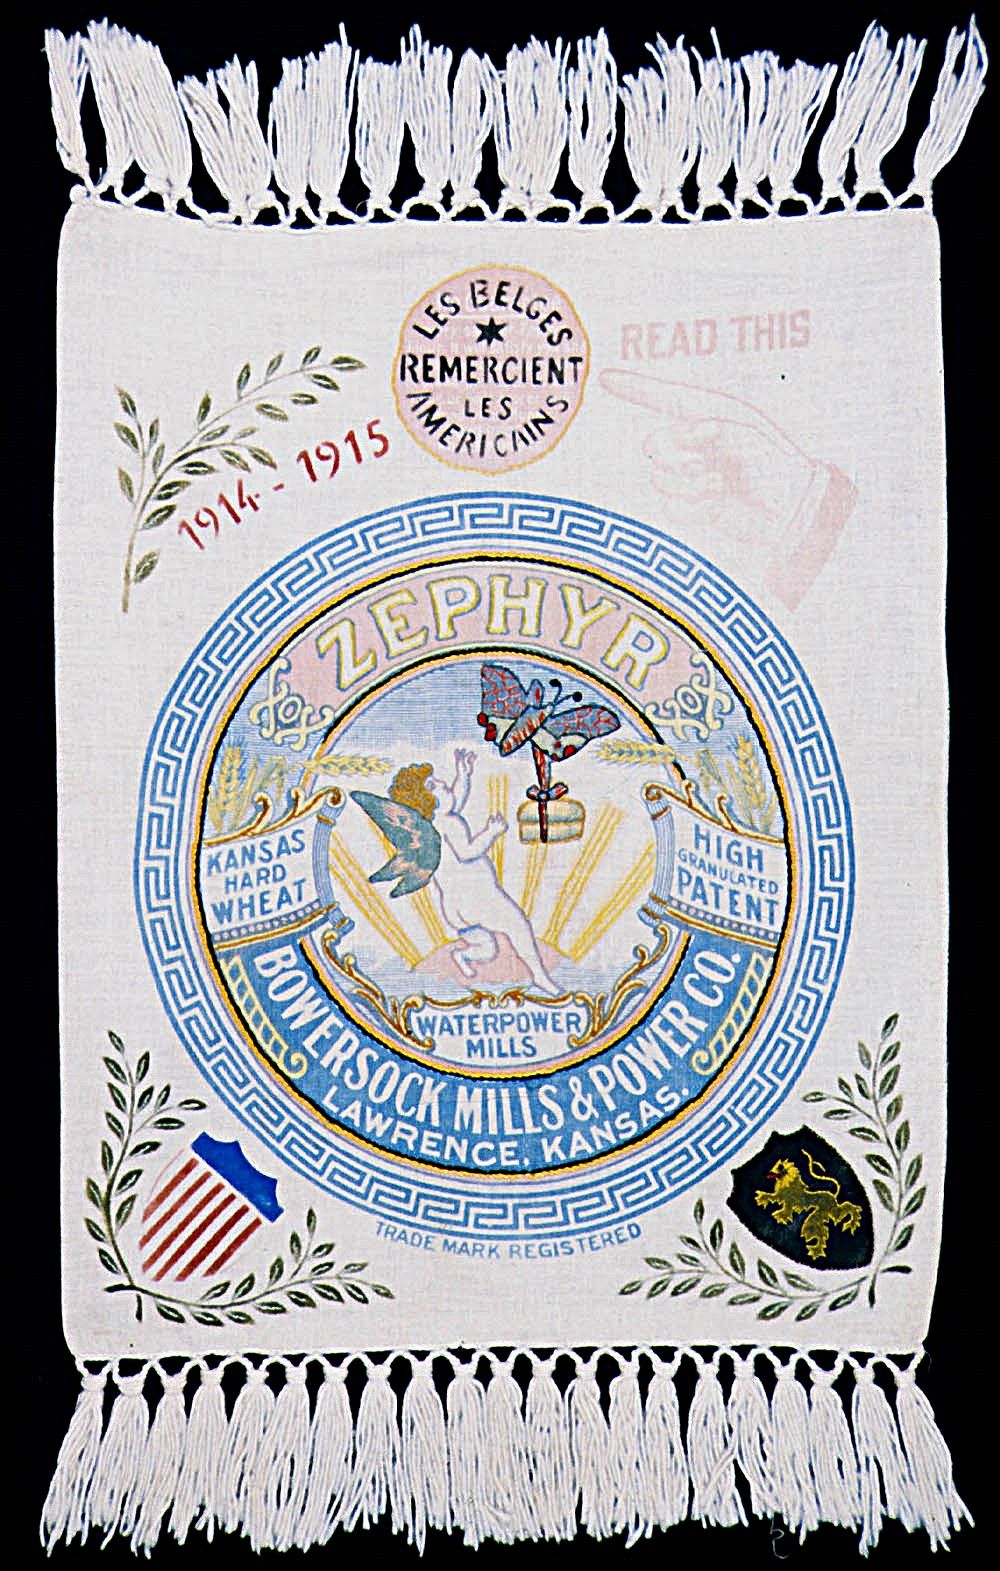 LES BELGES
REMERCIENT
LES
AMERICAINS
READ THIS
1914 - 1915
ZEPHYR
KANSAS
HARD
WHEAT
HIGH
GRANULATED
PATENT
WATERPOWER
MILLS
BOWERSOCK MILLS & POWER CO.
LAWRENCE, KANSAS.
TRADE MARK REGISTERED